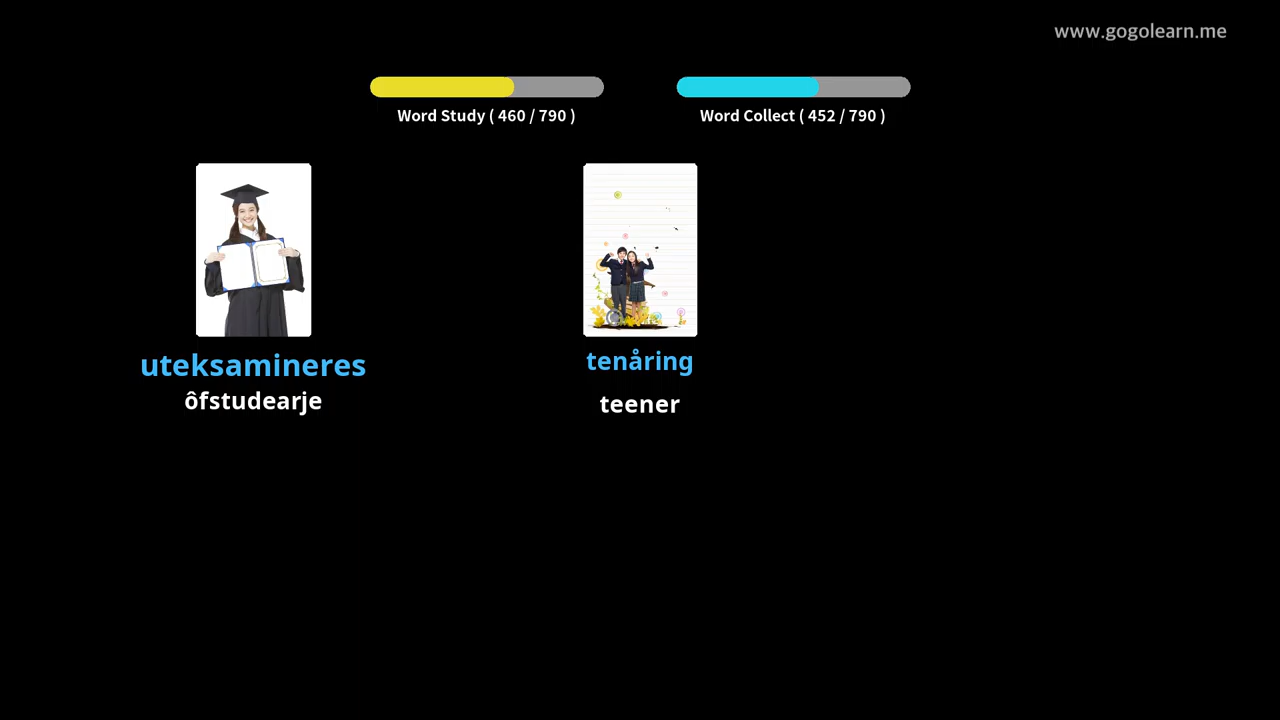 www.gogolearn.me
Word Study ( 460 / 790 )
Word Collect ( 452 / 790 )
uteksamineres
ôfstudearje
tenåring
teener